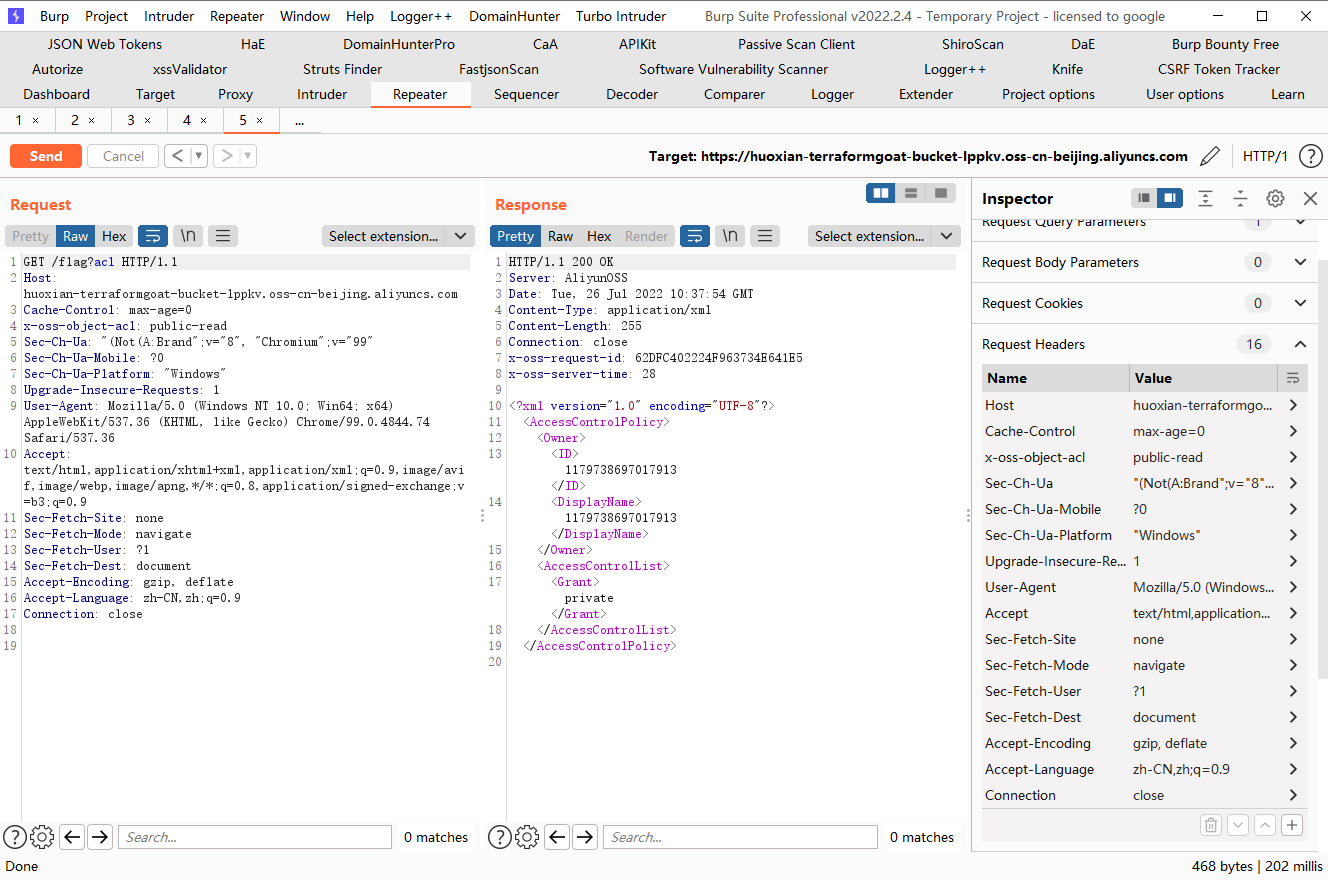 Burp Project Intruder Repeater Window Help Logger++ DomainHunter Turbo Intruder Burp Suite Professional v2022.2.4 - Temporary Project - licensed to google
JSON Web Tokens HaE DomainHunterPro CaA APIKit Passive Scan Client ShiroScan DaE Burp Bounty Free
Autorize xssValidator Struts Finder FastjsonScan Software Vulnerability Scanner Logger++ Knife CSRF Token Tracker
Dashboard Target Proxy Intruder Repeater Sequencer Decoder Comparer Logger Extender Project options User options Learn
1 × 2 × 3 × 4 × 5 × ...
Send Cancel < > Target: https://huoxian-terraformgoat-bucket-lppkv.oss-cn-beijing.aliyuncs.com HTTP/1 ?
Request
Pretty Raw Hex \n Select extension...
1 GET /flag?acl HTTP/1.1
2 Host:
huoxian-terraformgoat-bucket-lppkv.oss-cn-beijing.aliyuncs.com
3 Cache-Control: max-age=0
4 x-oss-object-acl: public-read
5 Sec-Ch-Ua: "(Not(A:Brand";v="8", "Chromium";v="99"
6 Sec-Ch-Ua-Mobile: ?0
7 Sec-Ch-Ua-Platform: "Windows"
8 Upgrade-Insecure-Requests: 1
9 User-Agent: Mozilla/5.0 (Windows NT 10.0; Win64; x64)
AppleWebKit/537.36 (KHTML, like Gecko) Chrome/99.0.4844.74
Safari/537.36
10 Accept:
text/html,application/xhtml+xml,application/xml;q=0.9,image/avi
f,image/webp,image/apng,*/*;q=0.8,application/signed-exchange;v
=b3;q=0.9
11 Sec-Fetch-Site: none
12 Sec-Fetch-Mode: navigate
13 Sec-Fetch-User: ?1
14 Sec-Fetch-Dest: document
15 Accept-Encoding: gzip, deflate
16 Accept-Language: zh-CN,zh;q=0.9
17 Connection: close
18
19
? Search... 0 matches
Response
Pretty Raw Hex Render \n Select extension...
1 HTTP/1.1 200 OK
2 Server: AliyunOSS
3 Date: Tue, 26 Jul 2022 10:37:54 GMT
4 Content-Type: application/xml
5 Content-Length: 255
6 Connection: close
7 x-oss-request-id: 62DFC402224F963734E641E5
8 x-oss-server-time: 28
9
10 <?xml version="1.0" encoding="UTF-8"?>
11 <AccessControlPolicy>
12 <Owner>
13 <ID>
1179738697017913
</ID>
14 <DisplayName>
1179738697017913
</DisplayName>
15 </Owner>
16 <AccessControlList>
17 <Grant>
private
</Grant>
18 </AccessControlList>
19 </AccessControlPolicy>
20
? Search... 0 matches
Inspector
Request Query Parameters 1
Request Body Parameters 0
Request Cookies 0
Request Headers 16
Name Value
Host huoxian-terraformgo...
Cache-Control max-age=0
x-oss-object-acl public-read
Sec-Ch-Ua "(Not(A:Brand";v="8"...
Sec-Ch-Ua-Mobile ?0
Sec-Ch-Ua-Platform "Windows"
Upgrade-Insecure-Re... 1
User-Agent Mozilla/5.0 (Windows...
Accept text/html,application...
Sec-Fetch-Site none
Sec-Fetch-Mode navigate
Sec-Fetch-User ?1
Sec-Fetch-Dest document
Accept-Encoding gzip, deflate
Accept-Language zh-CN,zh;q=0.9
Connection close
Done 468 bytes | 202 millis